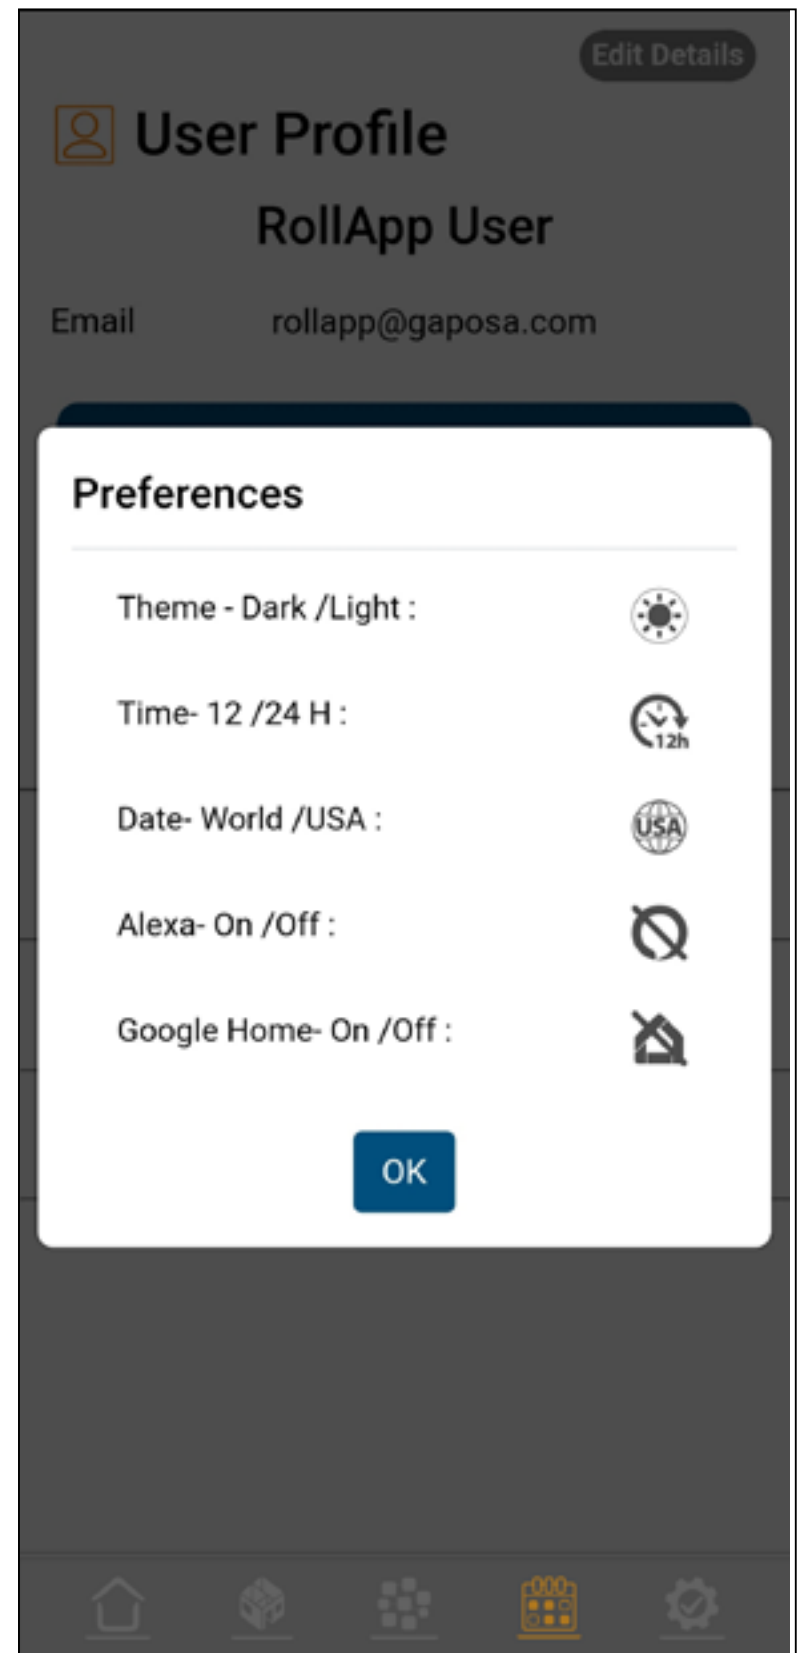 Edit Details
User Profile
RollApp User
Email rollapp@gaposa.com
Preferences
Theme - Dark /Light :
Time- 12 /24 H :
12h
Date- World /USA :
USA
Alexa- On /Off :
Google Home- On /Off :
OK